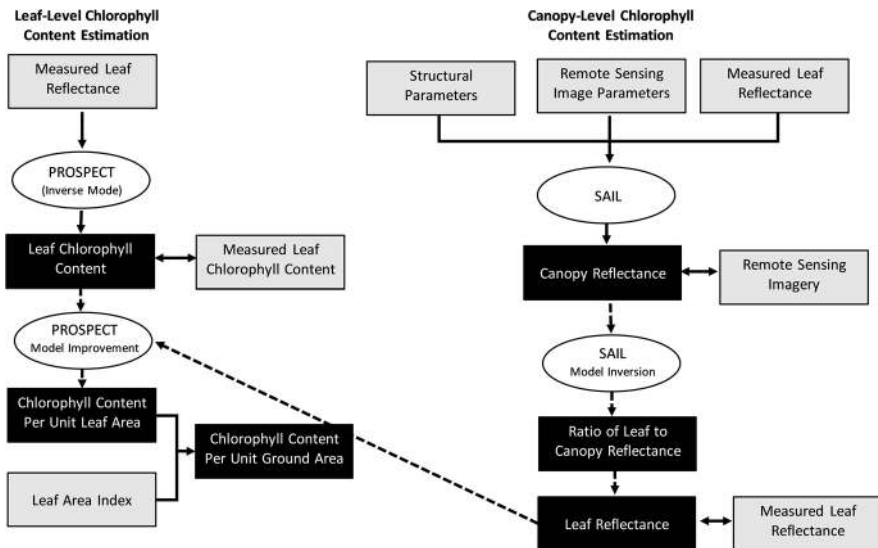 Leaf-Level Chlorophyll
Content Estimation
Measured Leaf
Reflectance
PROSPECT
(Inverse Mode)
Leaf Chlorophyll
Content
Measured Leaf
Chlorophyll Content
PROSPECT
Model Improvement
Chlorophyll Content
Per Unit Leaf Area
Chlorophyll Content
Per Unit Ground Area
Leaf Area Index
Canopy-Level Chlorophyll
Content Estimation
Structural
Parameters
Remote Sensing
Image Parameters
Measured Leaf
Reflectance
SAIL
Canopy Reflectance
Remote Sensing
Imagery
SAIL
Model Inversion
Ratio of Leaf to
Canopy Reflectance
Leaf Reflectance
Measured Leaf
Reflectance